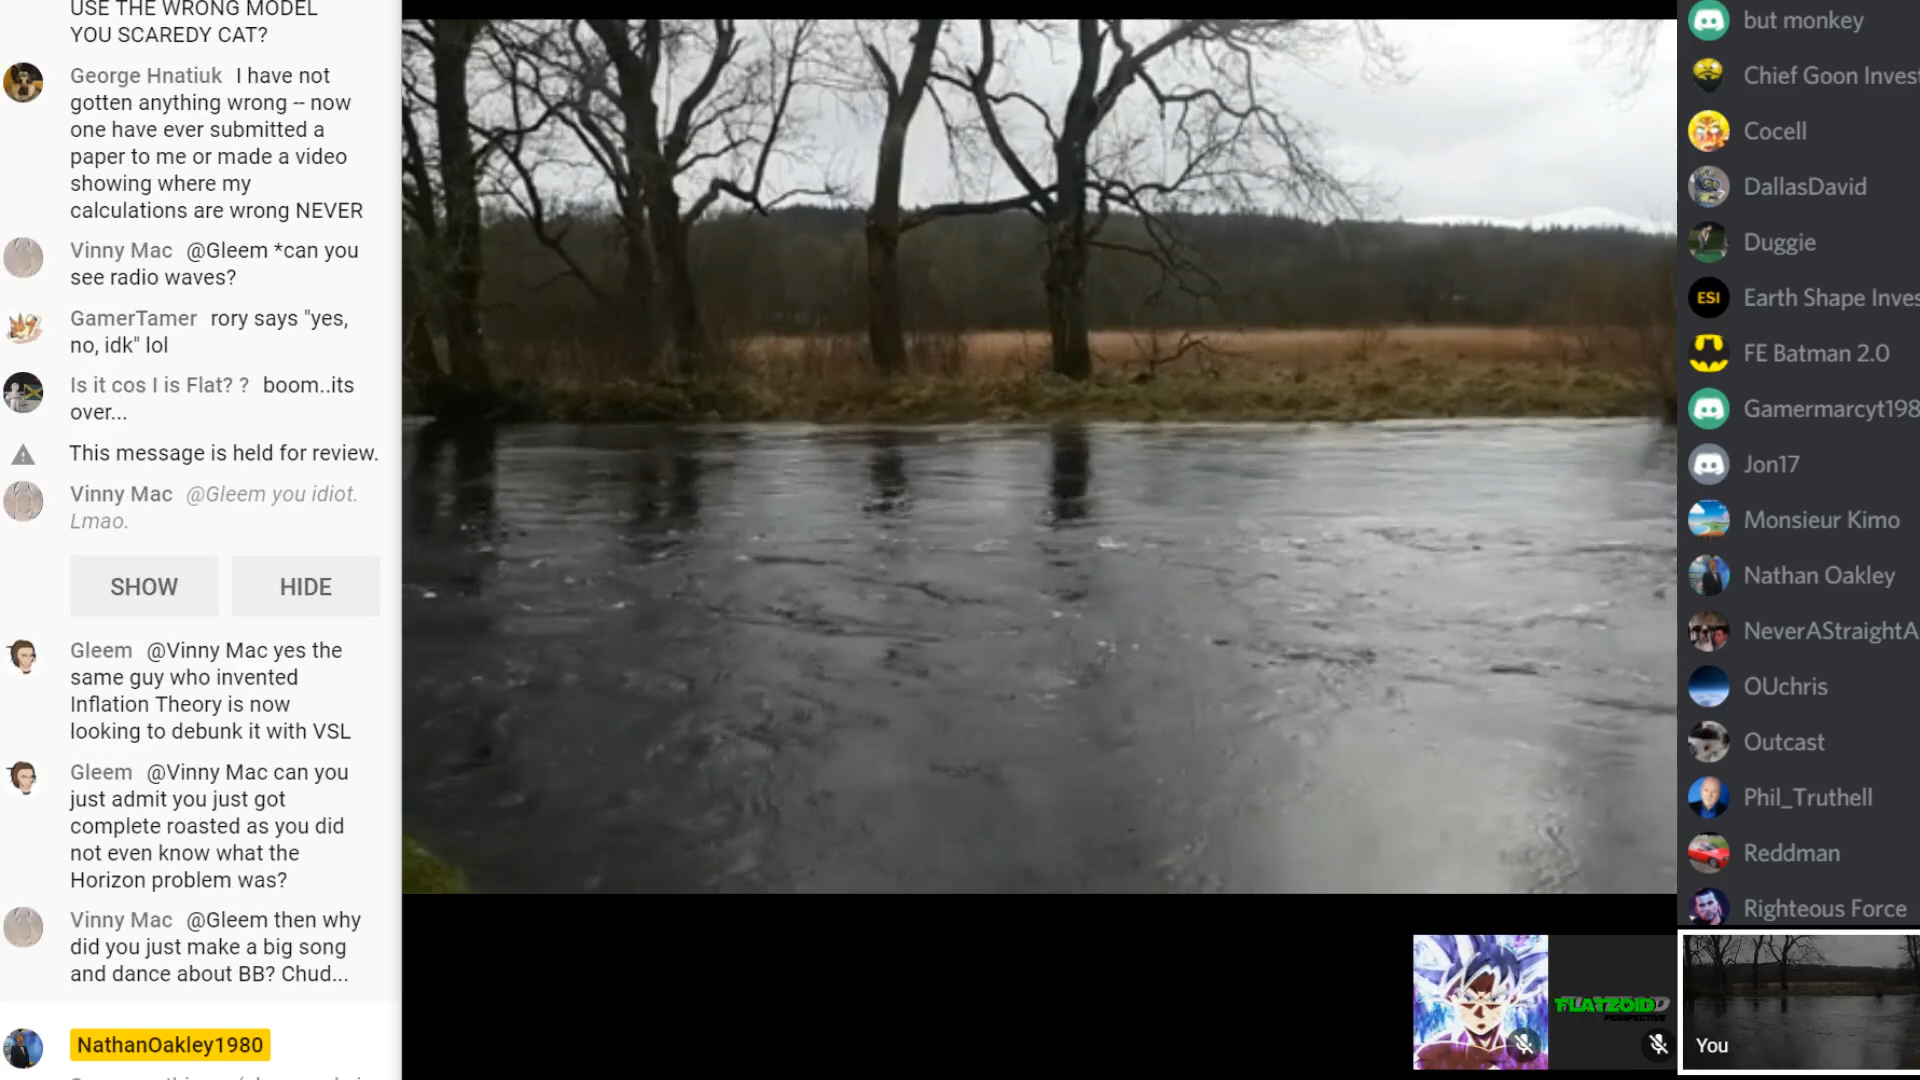 USE THE WRONG MODEL
YOU SCAREDY CAT?
George Hnatiuk I have not
gotten anything wrong -- now
one have ever submitted a
paper to me or made a video
showing where my
calculations are wrong NEVER
Vinny Mac @Gleem *can you
see radio waves?
GamerTamer rory says "yes,
no, idk" lol
Is it cos I is Flat? ? boom..its
over...
This message is held for review.
Vinny Mac @Gleem you idiot.
Lmao.
SHOW HIDE
Gleem @Vinny Mac yes the
same guy who invented
Inflation Theory is now
looking to debunk it with VSL
Gleem @Vinny Mac can you
just admit you just got
complete roasted as you did
not even know what the
Horizon problem was?
Vinny Mac @Gleem then why
did you just make a big song
and dance about BB? Chud...
NathanOakley1980
but monkey
Chief Goon Invest
Cocell
DallasDavid
Duggie
ESI
Earth Shape Inves
FE Batman 2.0
Gamermarcyt198
Jon17
Monsieur Kimo
Nathan Oakley
NeverAStraightA
OUchris
Outcast
Phil_Truthell
Reddman
Righteous Force
FLATZOID
PERSPECTIVE
You